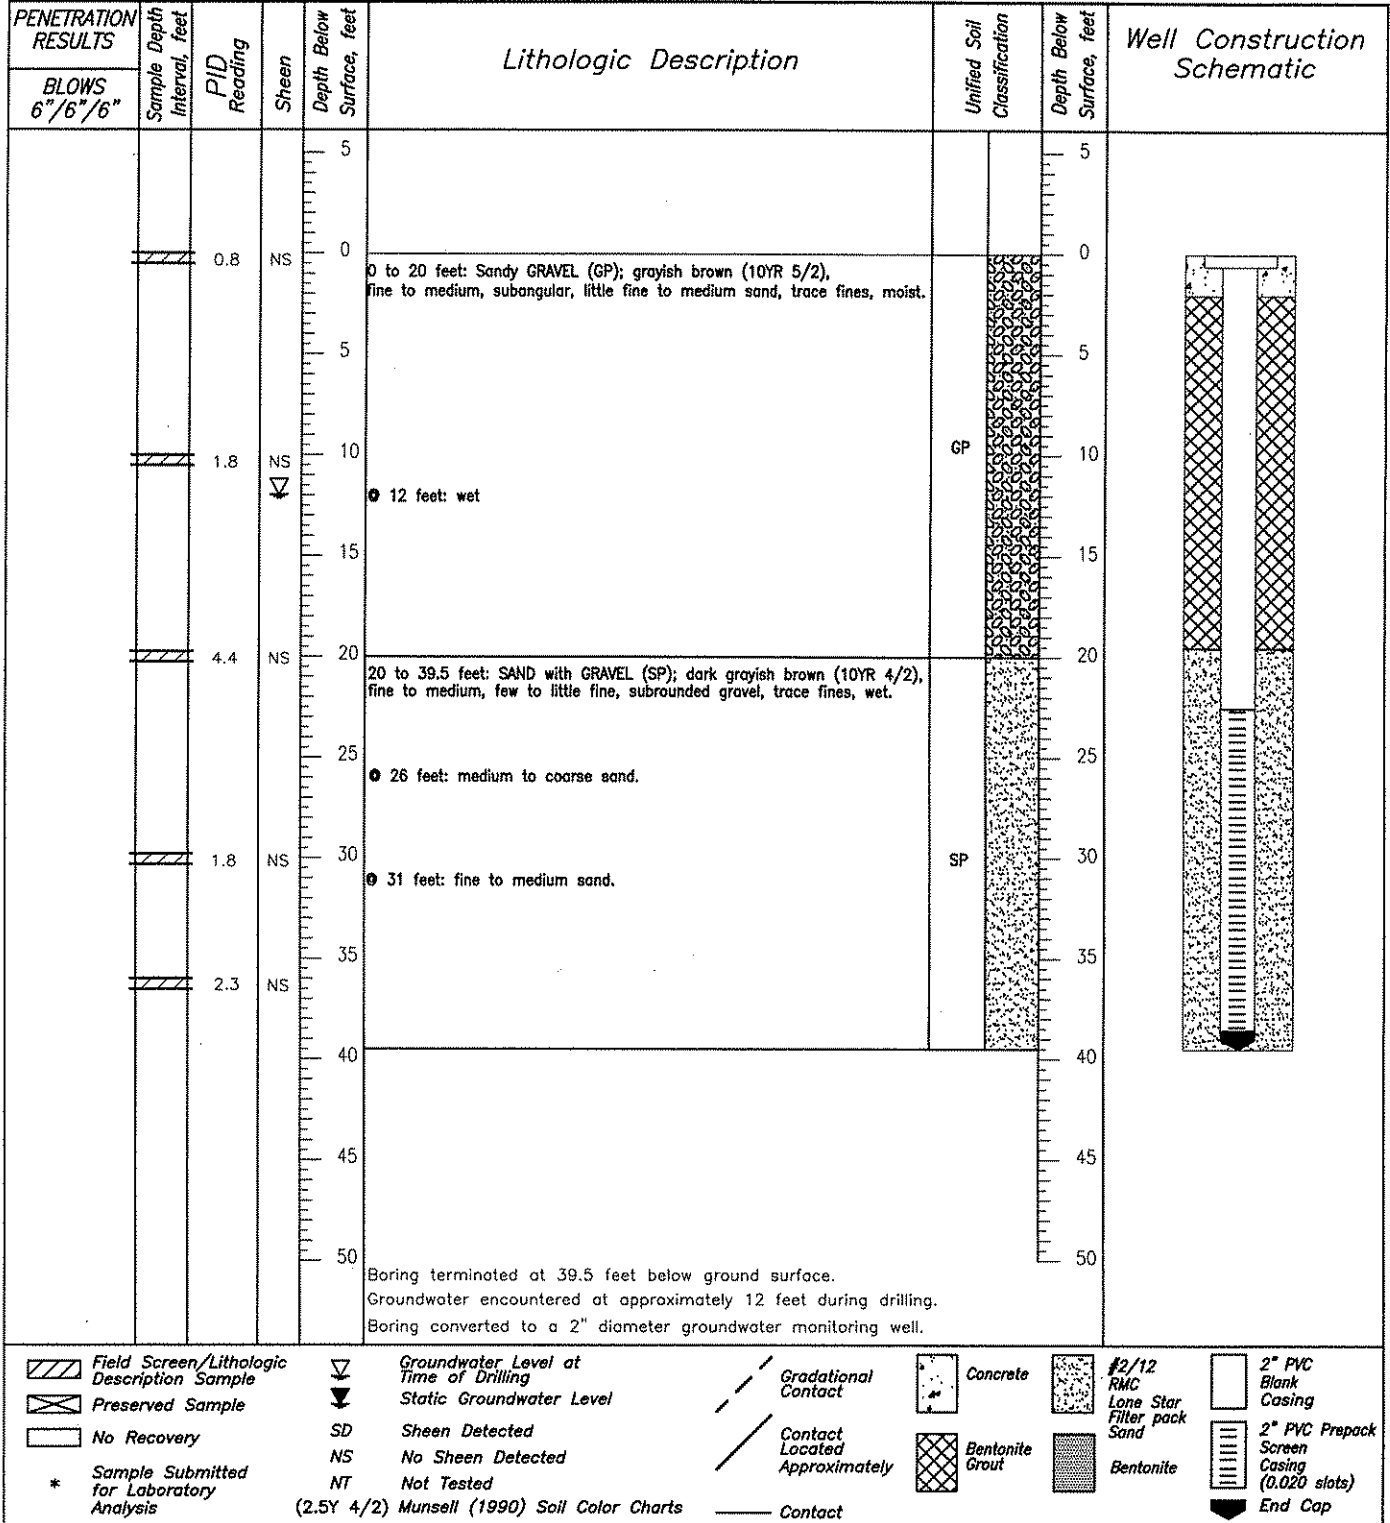 PENETRATION
RESULTS
BLOWS
6"/6"/6"
Sample Depth
Interval, feet
PID
Reading
Sheen
Depth Below
Surface, feet
Lithologic Description
Unified Soil
Classification
Depth Below
Surface, feet
Well Construction
Schematic
5
5
0
0.8
NS
0
0 to 20 feet: Sandy GRAVEL (GP); grayish brown (10YR 5/2),
fine to medium, subangular, little fine to medium sand, trace fines, moist.
5
5
10
1.8
NS
GP
10
@ 12 feet: wet
15
15
4.4
NS
20
20
20 to 39.5 feet: SAND with GRAVEL (SP); dark grayish brown (10YR 4/2),
fine to medium, few to little fine, subrounded gravel, trace fines, wet.
25
25
@ 26 feet: medium to coarse sand.
1.8
NS
30
SP
30
@ 31 feet: fine to medium sand.
35
35
2.3
NS
40
40
45
45
50
50
Boring terminated at 39.5 feet below ground surface.
Groundwater encountered at approximately 12 feet during drilling.
Boring converted to a 2" diameter groundwater monitoring well.
Field Screen/Lithologic
Description Sample
Preserved Sample
No Recovery
* Sample Submitted
for Laboratory
Analysis
Groundwater Level at
Time of Drilling
Static Groundwater Level
SD Sheen Detected
NS No Sheen Detected
NT Not Tested
(2.5Y 4/2) Munsell (1990) Soil Color Charts
Gradational
Contact
Contact
Located
Approximately
Contact
Concrete
Bentonite
Grout
#2/12
RMC
Lone Star
Filter pack
Sand
Bentonite
2" PVC
Blank
Casing
2" PVC Prepack
Screen
Casing
(0.020 slots)
End Cap